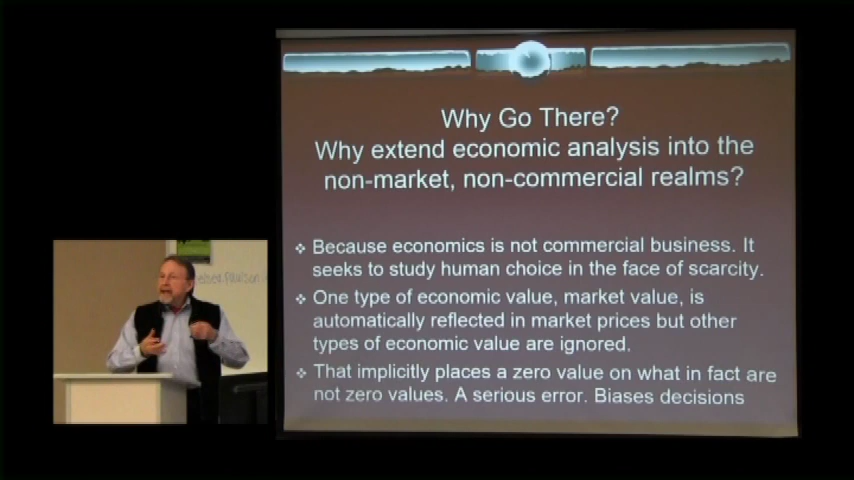 Why Go There?
Why extend economic analysis into the
non-market, non-commercial realms?
❖ Because economics is not commercial business. It
seeks to study human choice in the face of scarcity.
❖ One type of economic value, market value, is
automatically reflected in market prices but other
types of economic value are ignored.
❖ That implicitly places a zero value on what in fact are
not zero values. A serious error. Biases decisions